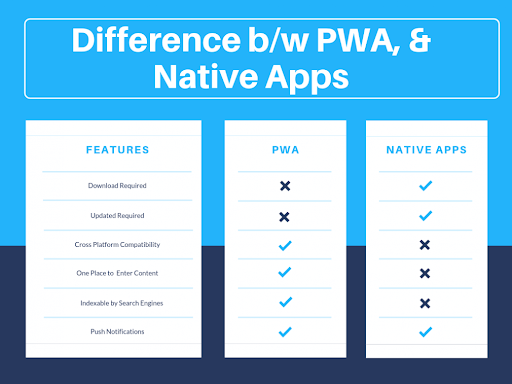 Difference b/w PWA, &
Native Apps
FEATURES PWA NATIVE APPS
Download Required
Updated Required
Cross Platform Compatibility
One Place to Enter Content
Indexable by Search Engines
Push Notifications